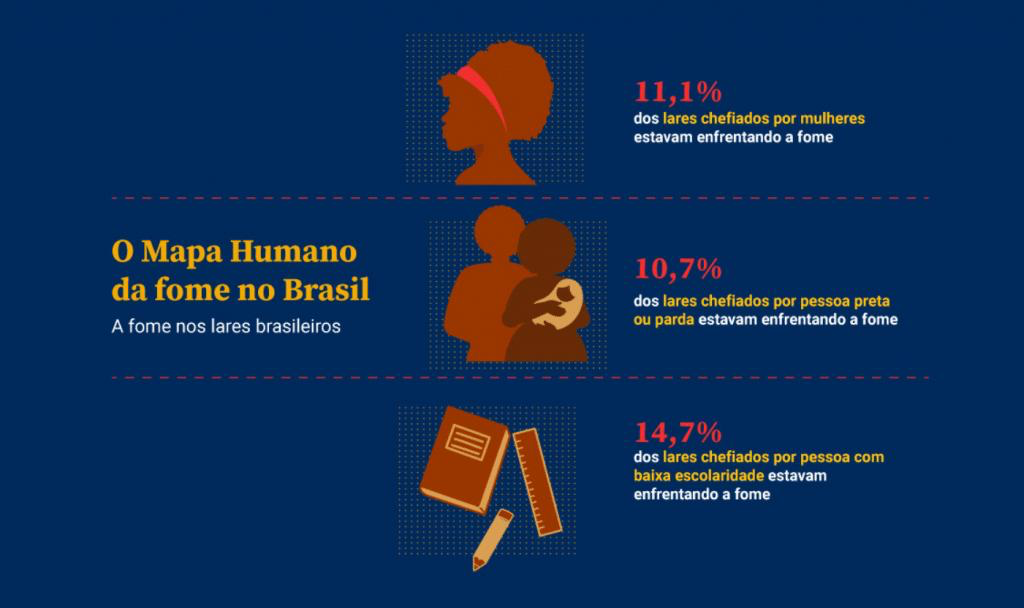 O Mapa Humano
da fome no Brasil
A fome nos lares brasileiros
11,1%
dos lares chefiados por mulheres
estavam enfrentando a fome
10,7%
dos lares chefiados por pessoa preta
ou parda estavam enfrentando a fome
14,7%
dos lares chefiados por pessoa com
baixa escolaridade estavam
enfrentando a fome